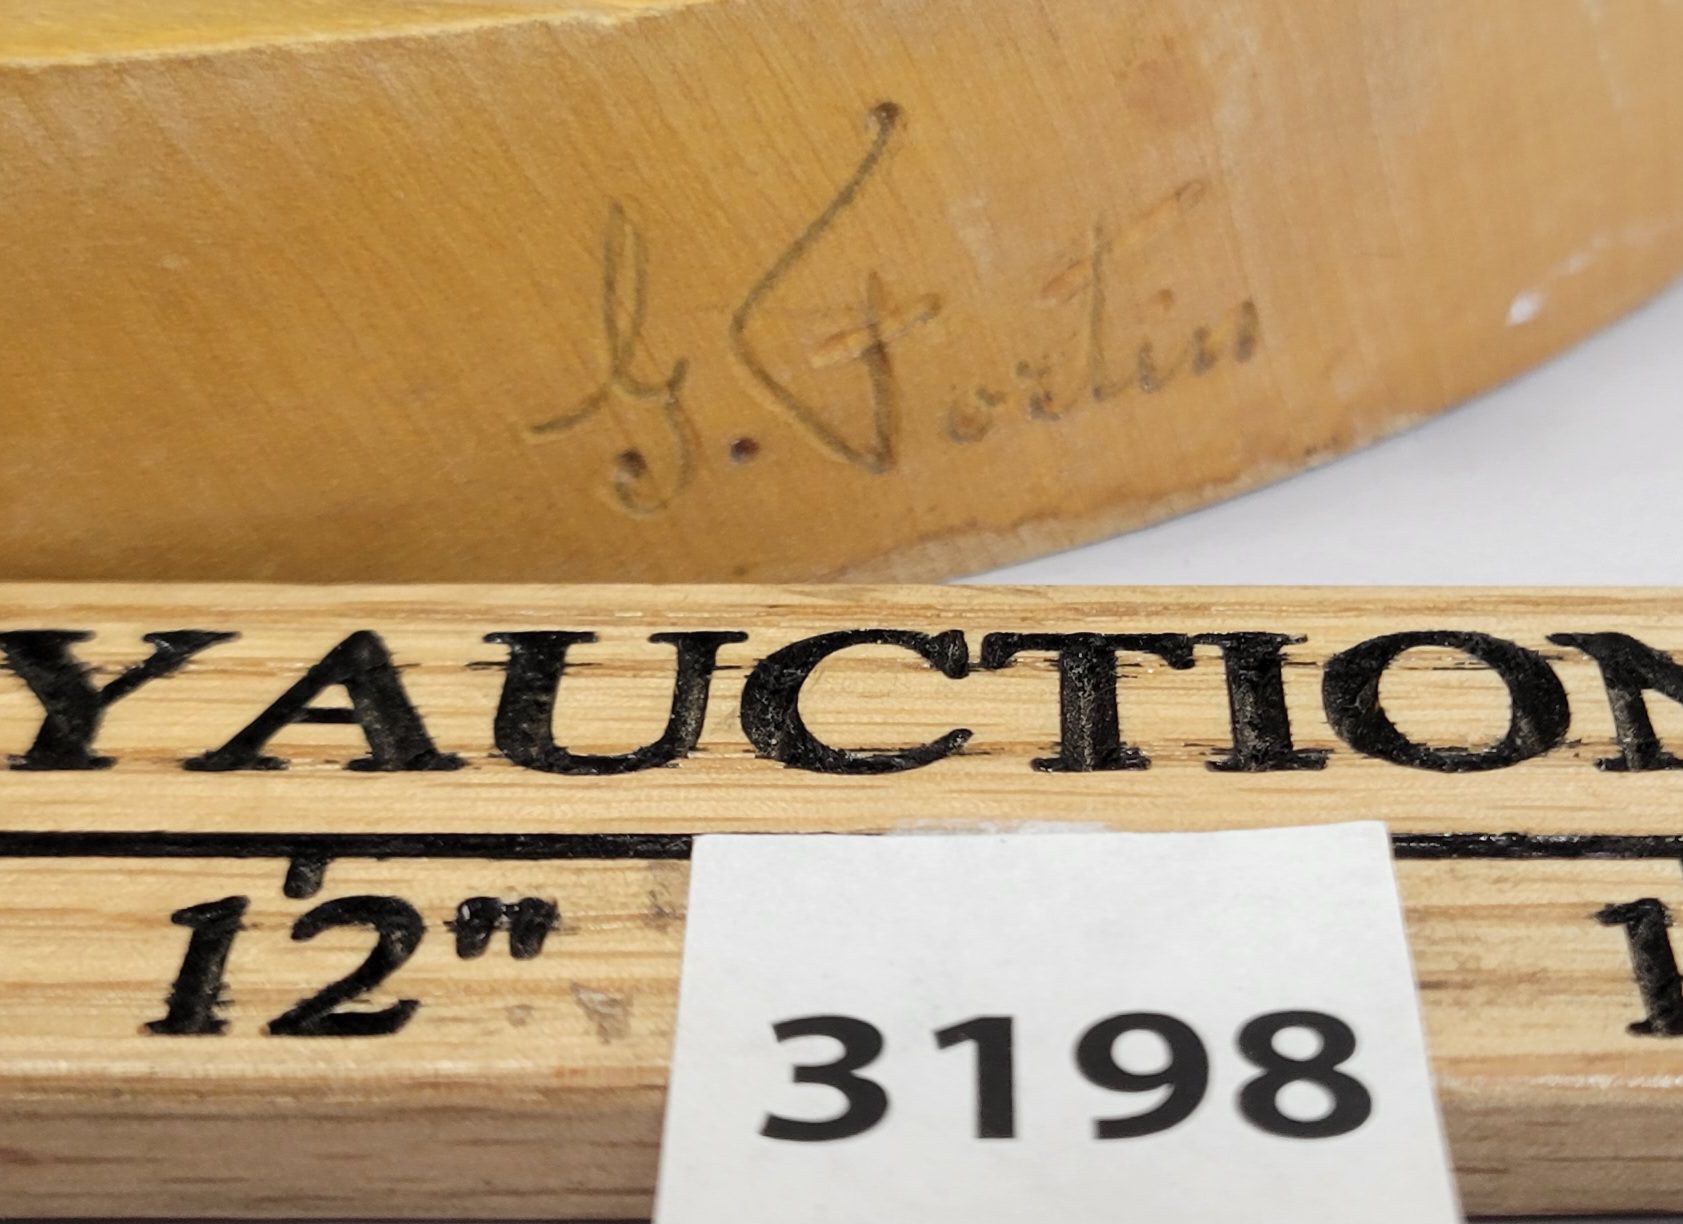 G. Fortin
YAUCTION
12"
3198